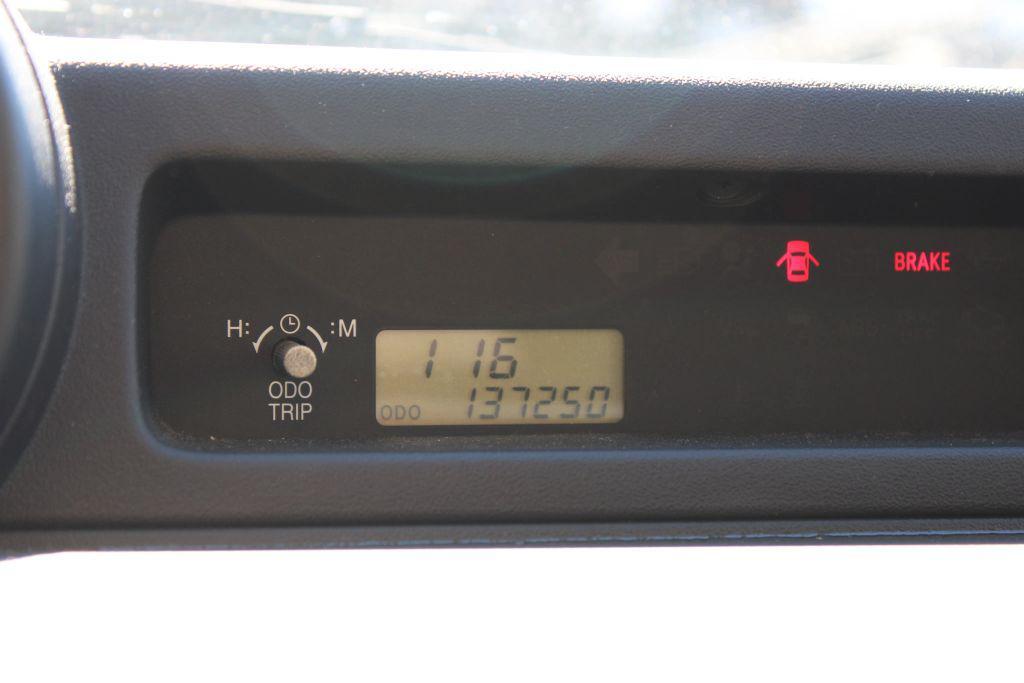 BRAKE
H: :M
1 16
ODO
TRIP
ODO 137250